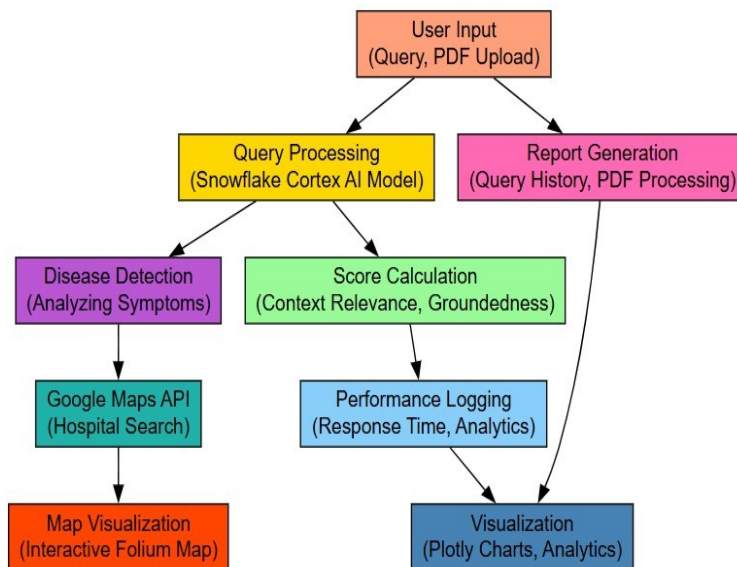 User Input
(Query, PDF Upload)
Query Processing
(Snowflake Cortex AI Model)
Report Generation
(Query History, PDF Processing)
Disease Detection
(Analyzing Symptoms)
Score Calculation
(Context Relevance, Groundedness)
Google Maps API
(Hospital Search)
Performance Logging
(Response Time, Analytics)
Map Visualization
(Interactive Folium Map)
Visualization
(Plotly Charts, Analytics)